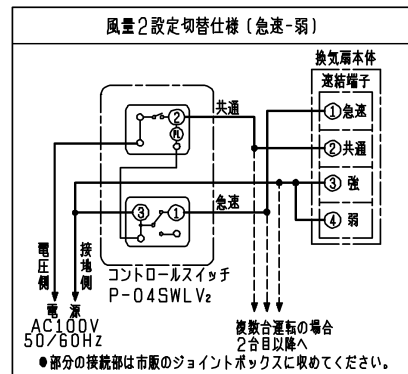 風量2設定切替仕様(急速-弱)
換気扇本体
速結端子
共通
① 急速
② 共通
③ 強
④ 弱
②
PL
急速
③ ①
電圧側
接地側
コントロールスイッチ
P-04SWLV₂
電源
AC100V
50/60Hz
複数台運転の場合
2台目以降へ
●部分の接続部は市販のジョイントボックスに収めてください。